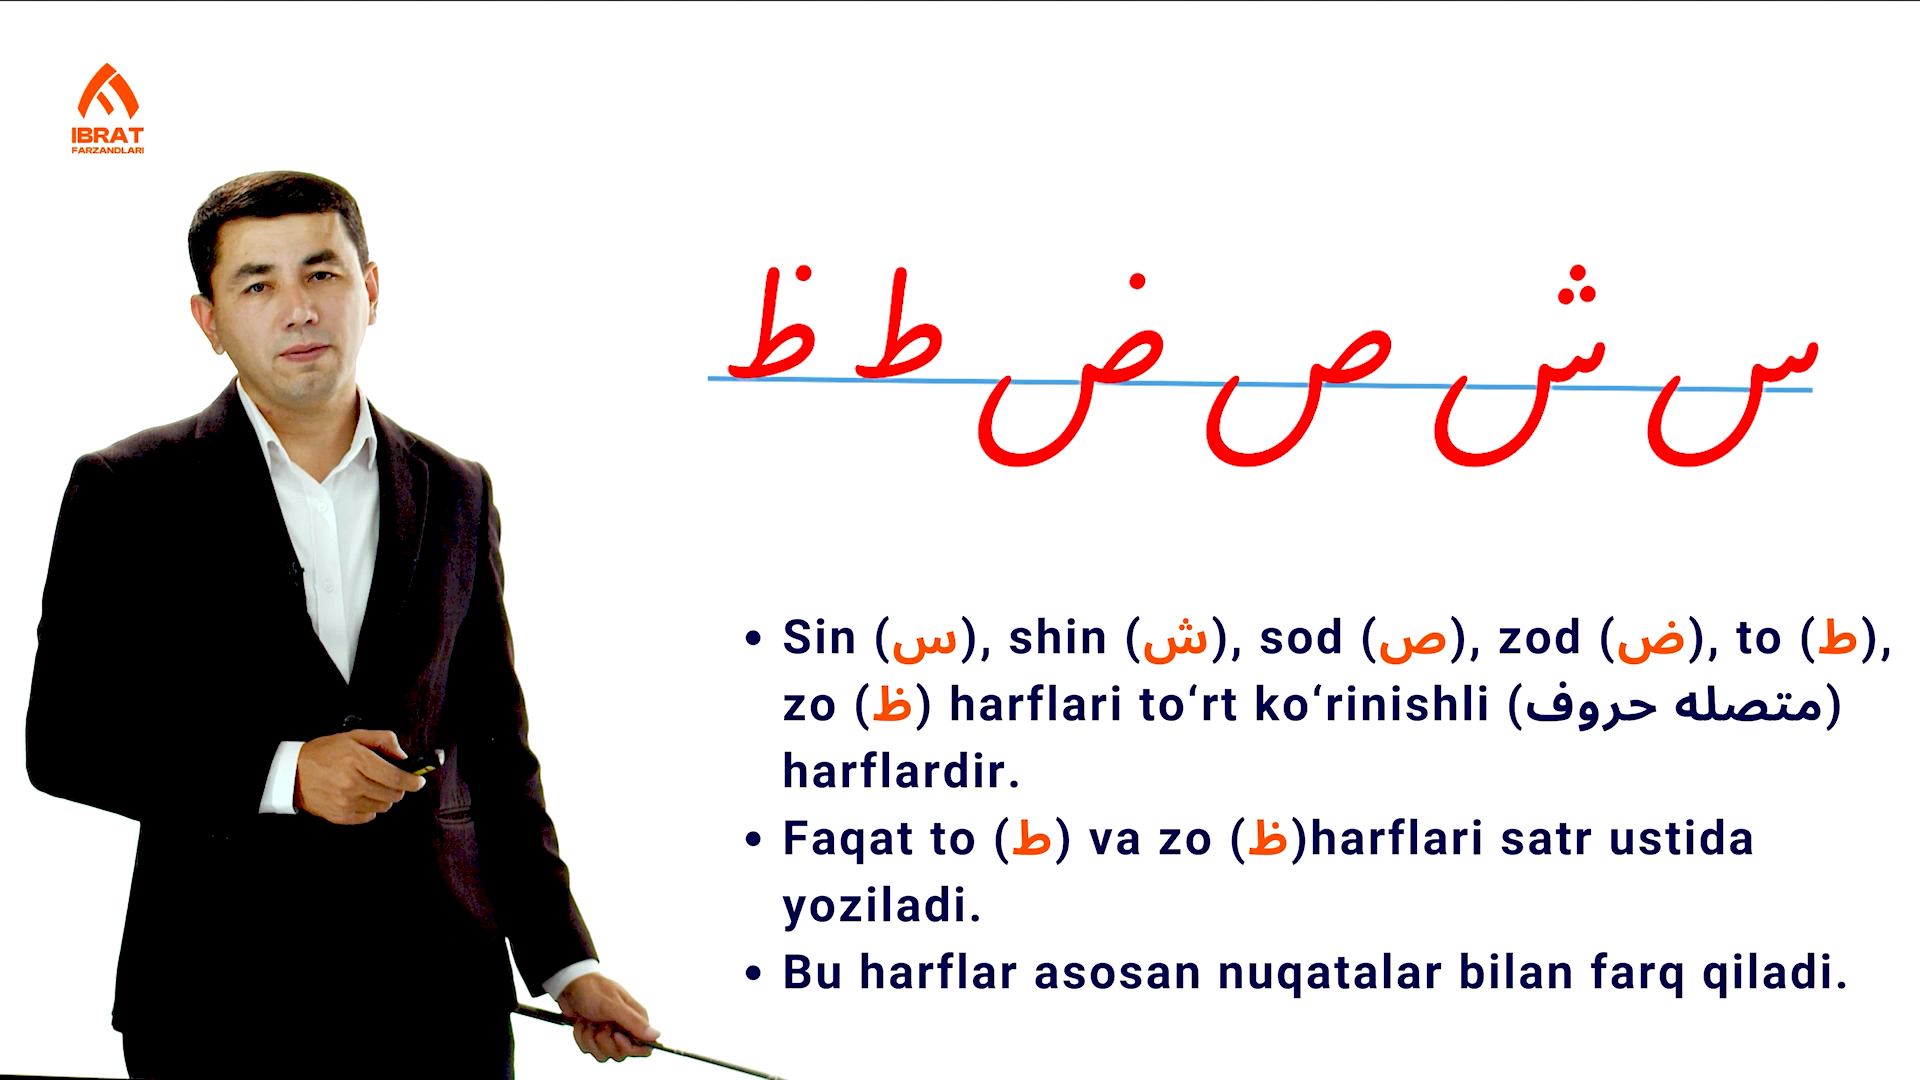 IBRAT
FARZANDLARI
س ش ص ض ط ظ
• Sin (س), shin (ش), sod (ص), zod (ض), to (ط),
zo (ظ) harflari to‘rt ko‘rinishli (متصله حروف)
harflardir.
• Faqat to (ط) va zo (ظ)harflari satr ustida
yoziladi.
• Bu harflar asosan nuqatalar bilan farq qiladi.